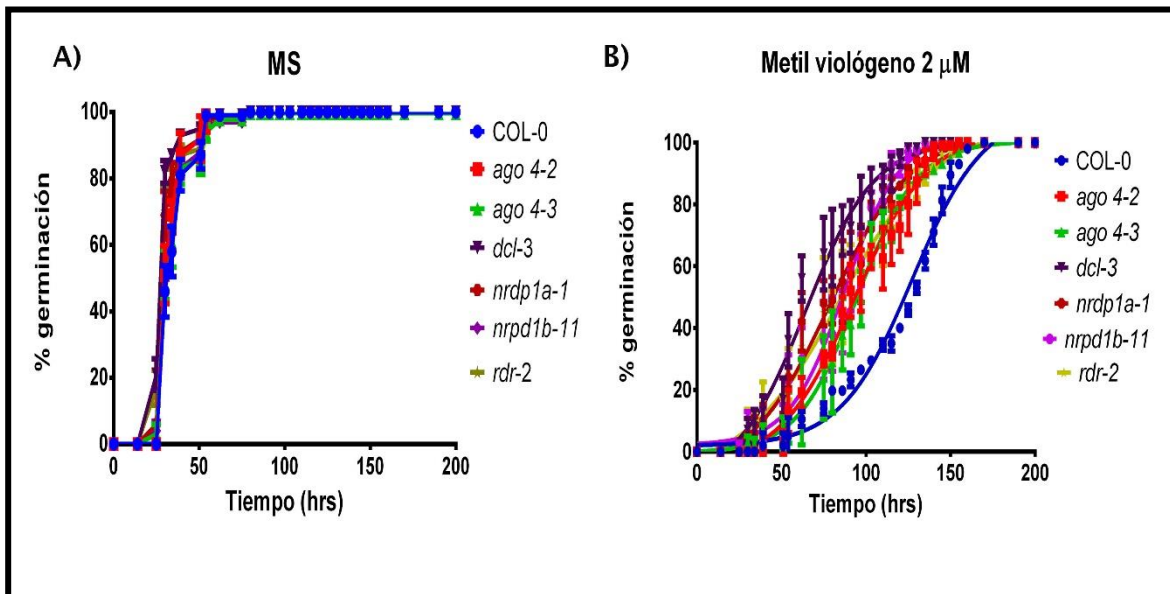 A)
MS
% germinación
100
80
60
40
20
0
0
50
100
150
200
Tiempo (hrs)
COL-0
ago 4-2
ago 4-3
dcl-3
nrdp1a-1
nrpd1b-11
rdr-2
B)
Metil viológeno 2 µM
% germinación
100
80
60
40
20
0
0
50
100
150
200
Tiempo (hrs)
COL-0
ago 4-2
ago 4-3
dcl-3
nrdp1a-1
nrpd1b-11
rdr-2